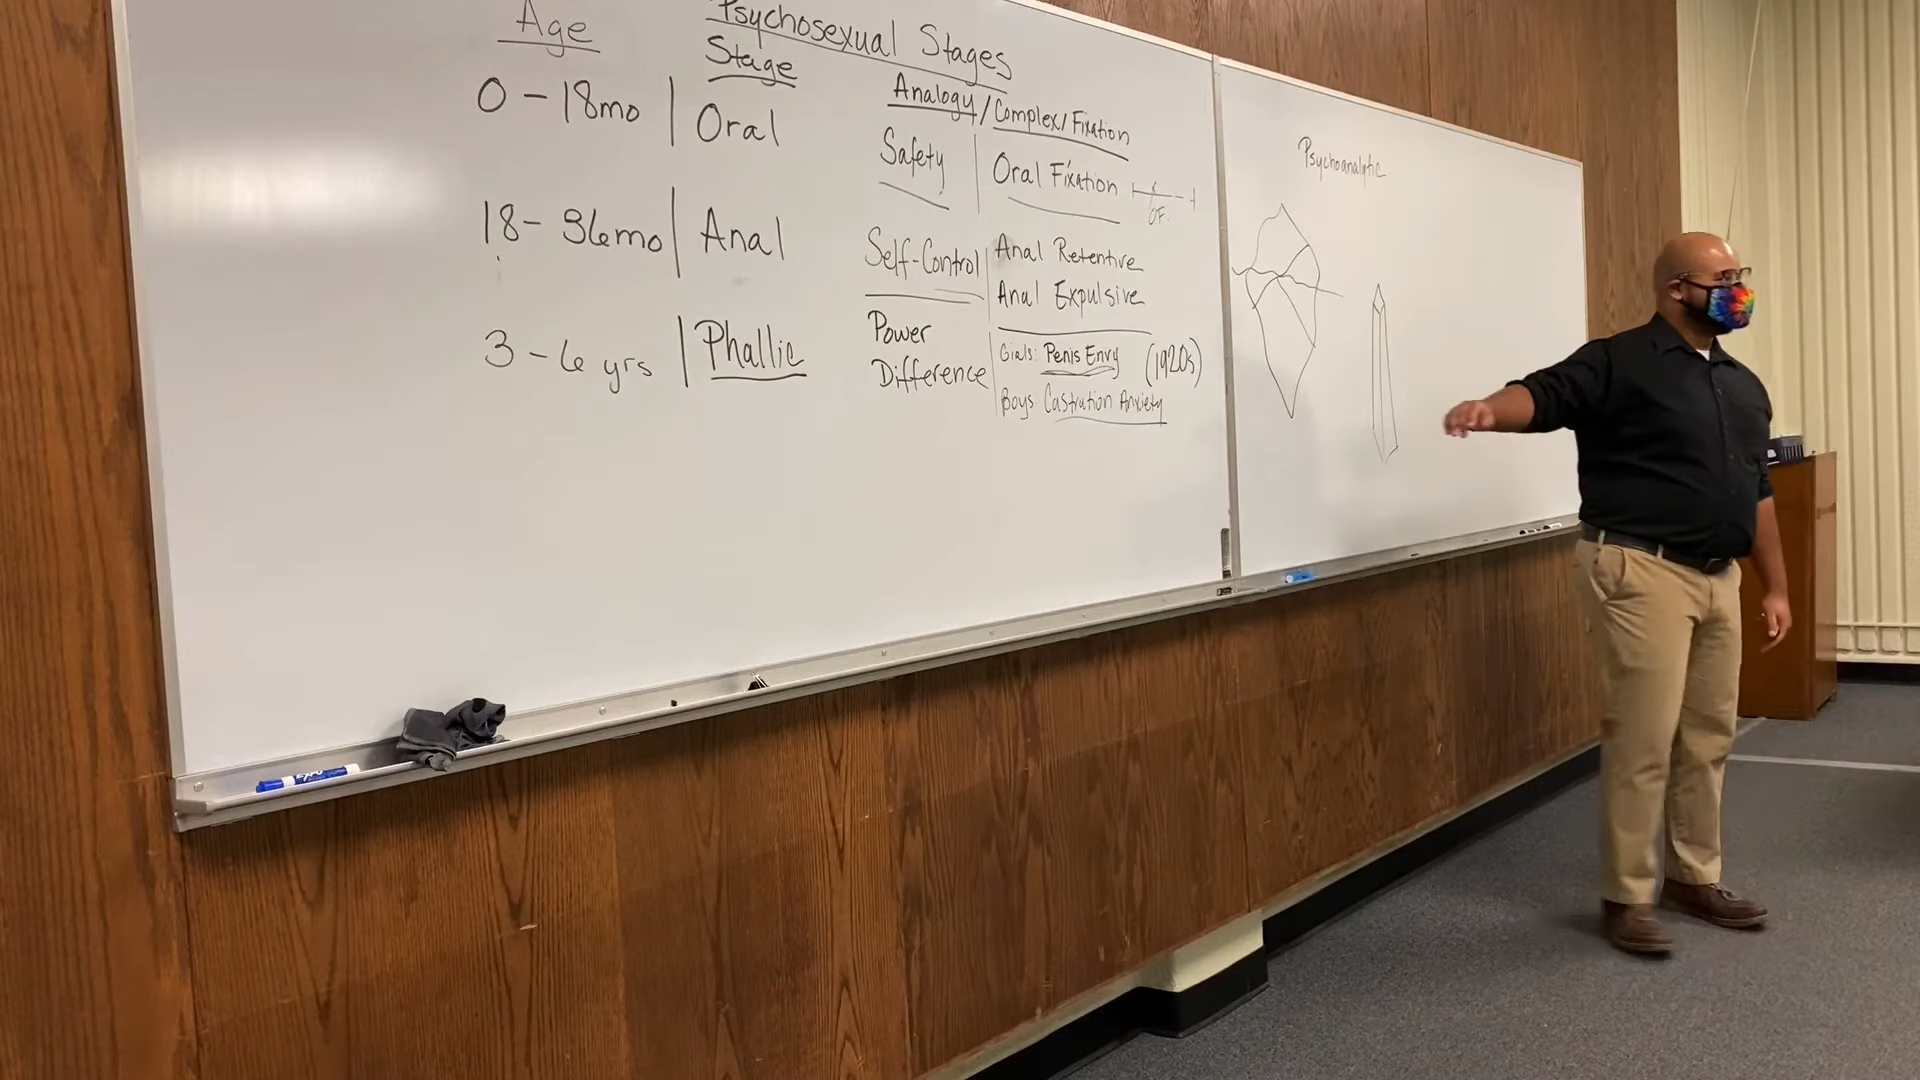 Age
Psychosexual Stages
Stage
Analogy/Complex/Fixation
0 - 18mo | Oral
Safety | Oral Fixation
OF.
18 - 36mo | Anal
Self-Control | Anal Retentive
Anal Expulsive
3 - 6 yrs | Phallic
Power
Difference
Girls: Penis Envy (1920s)
Boys Castration Anxiety
Psychoanalytic
EXPO